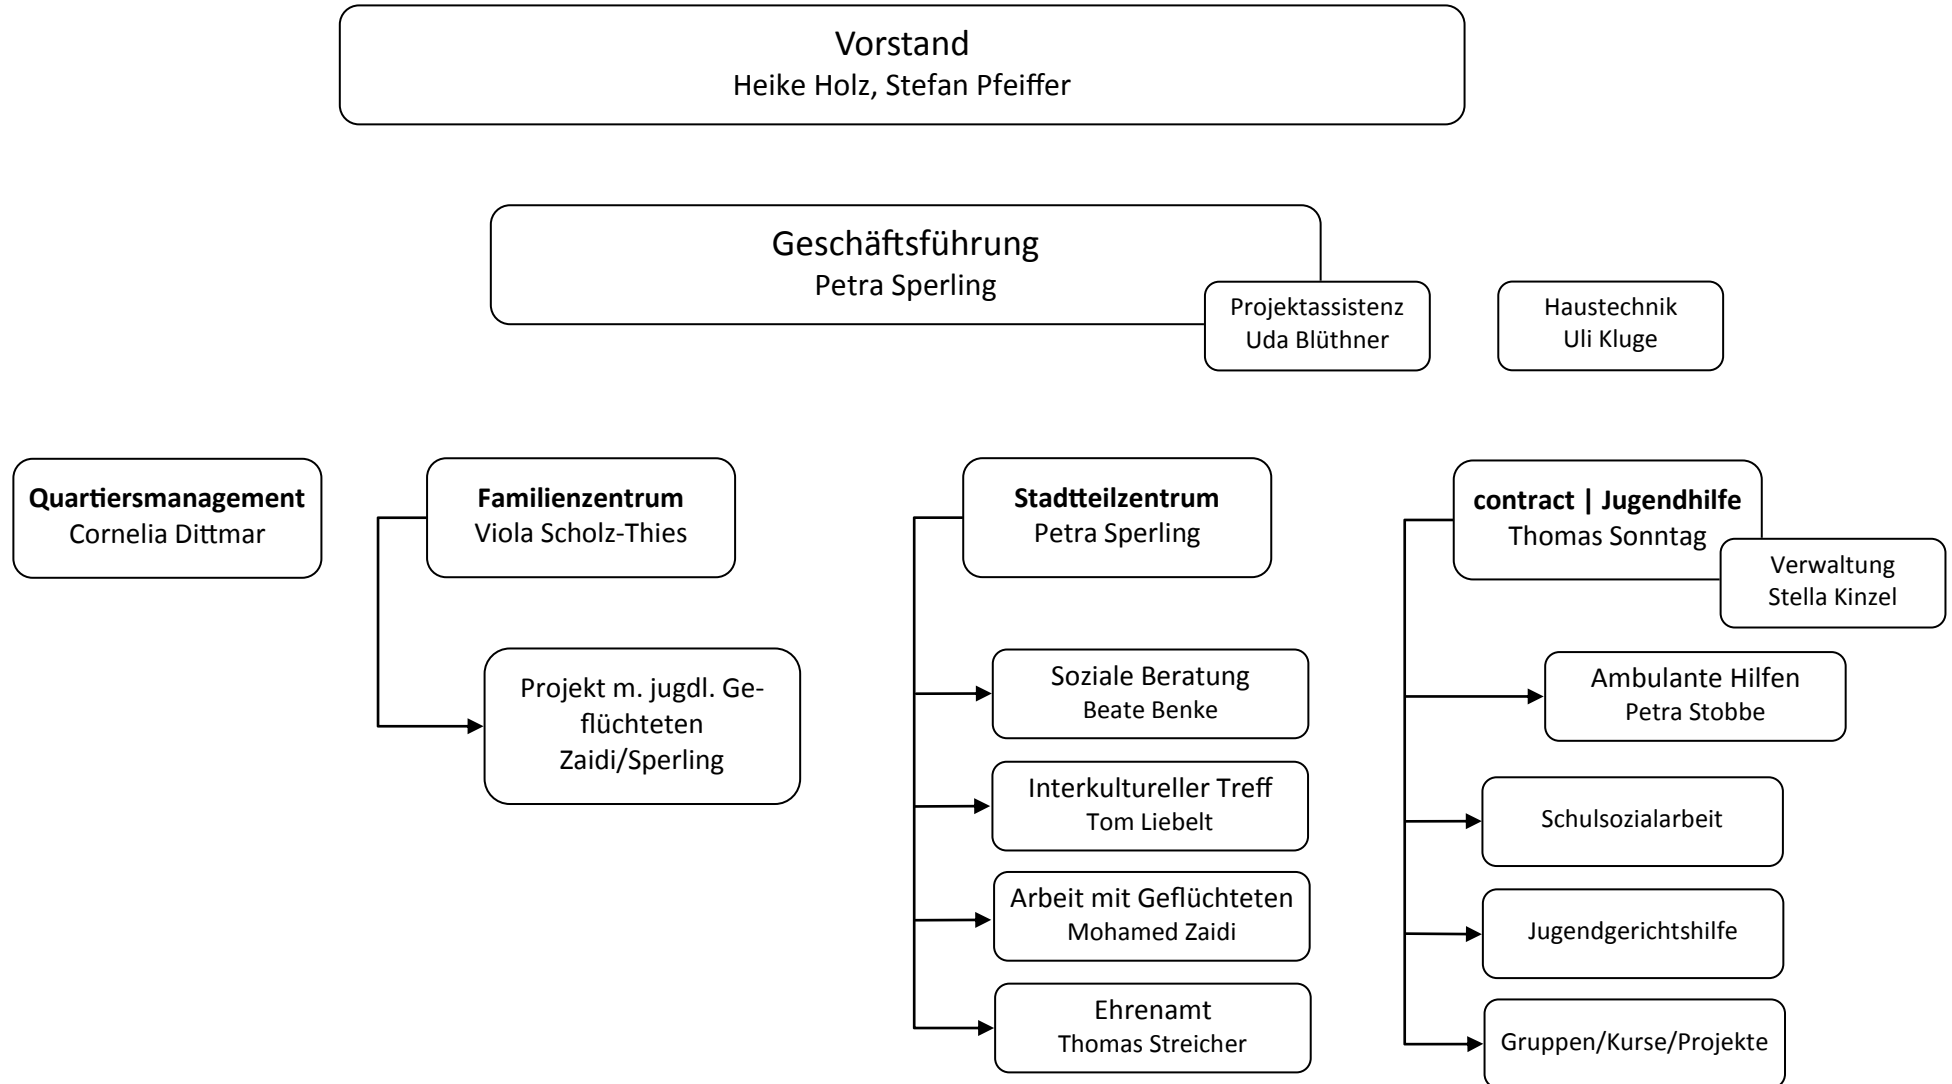 Vorstand
Heike Holz, Stefan Pfeiffer
Geschäftsführung
Petra Sperling
Projektassistenz
Uda Blüthner
Haustechnik
Uli Kluge
Quartiersmanagement
Cornelia Dittmar
Familienzentrum
Viola Scholz-Thies
Stadtteilzentrum
Petra Sperling
contract | Jugendhilfe
Thomas Sonntag
Verwaltung
Stella Kinzel
Projekt m. jugdl. Ge-
flüchteten
Zaidi/Sperling
Soziale Beratung
Beate Benke
Interkultureller Treff
Tom Liebelt
Arbeit mit Geflüchteten
Mohamed Zaidi
Ehrenamt
Thomas Streicher
Ambulante Hilfen
Petra Stobbe
Schulsozialarbeit
Jugendgerichtshilfe
Gruppen/Kurse/Projekte